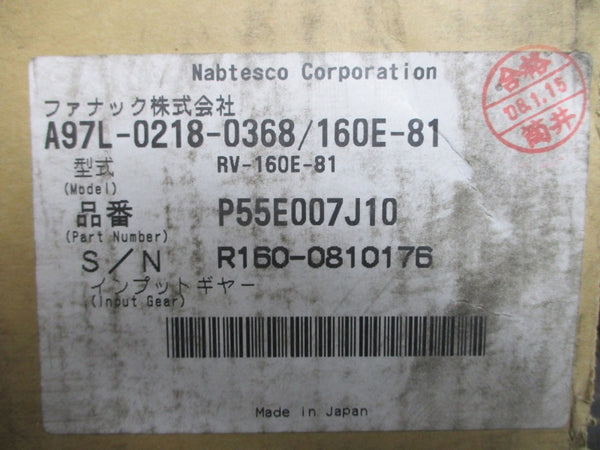 Nabtesco Corporation
合格
08.1.15
筒井
ファナック株式会社
A97L-0218-0368/160E-81
型式 RV-160E-81
(Model)
品番 P55E007J10
(Part Number)
S/N R160-0810176
インプットギヤー
(Input Gear)
Made in Japan